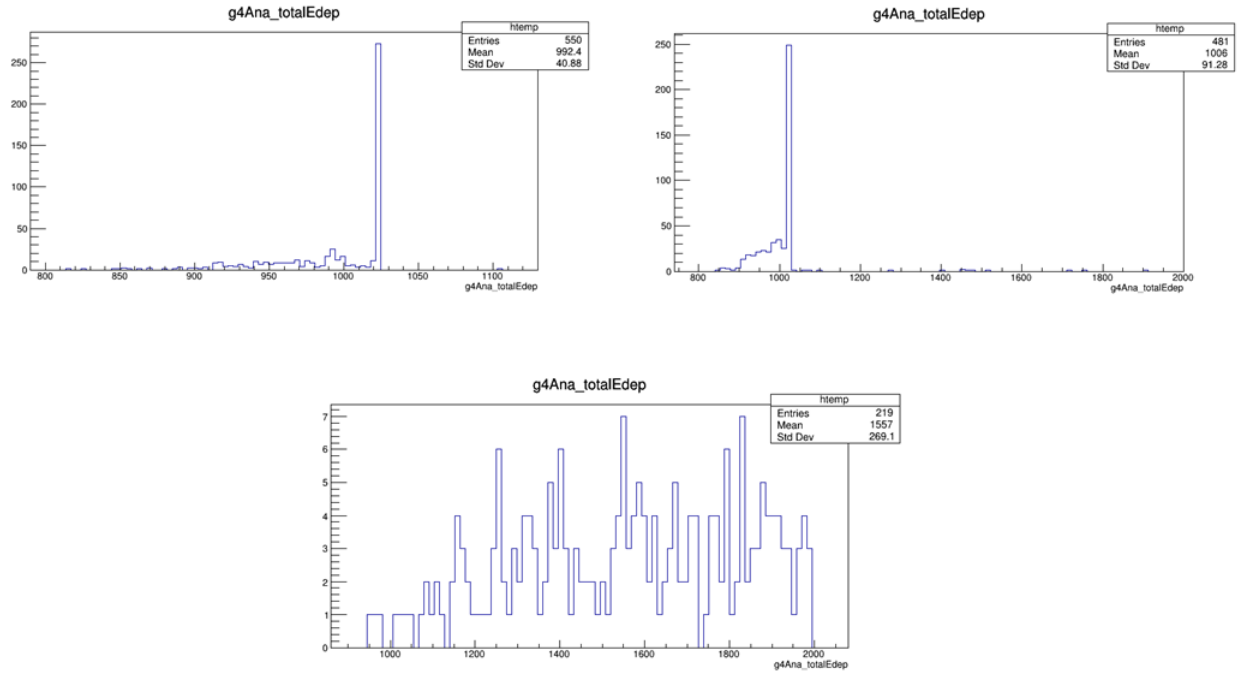 g4Ana_totalEdep
htemp
Entries 550
Mean 992.4
Std Dev 40.88
250
200
150
100
50
0
800 850 900 950 1000 1050 1100
g4Ana_totalEdep
g4Ana_totalEdep
htemp
Entries 481
Mean 1006
Std Dev 91.28
250
200
150
100
50
0
800 1000 1200 1400 1600 1800 2000
g4Ana_totalEdep
g4Ana_totalEdep
htemp
Entries 219
Mean 1557
Std Dev 269.1
7
6
5
4
3
2
1
0
1000 1200 1400 1600 1800 2000
g4Ana_totalEdep